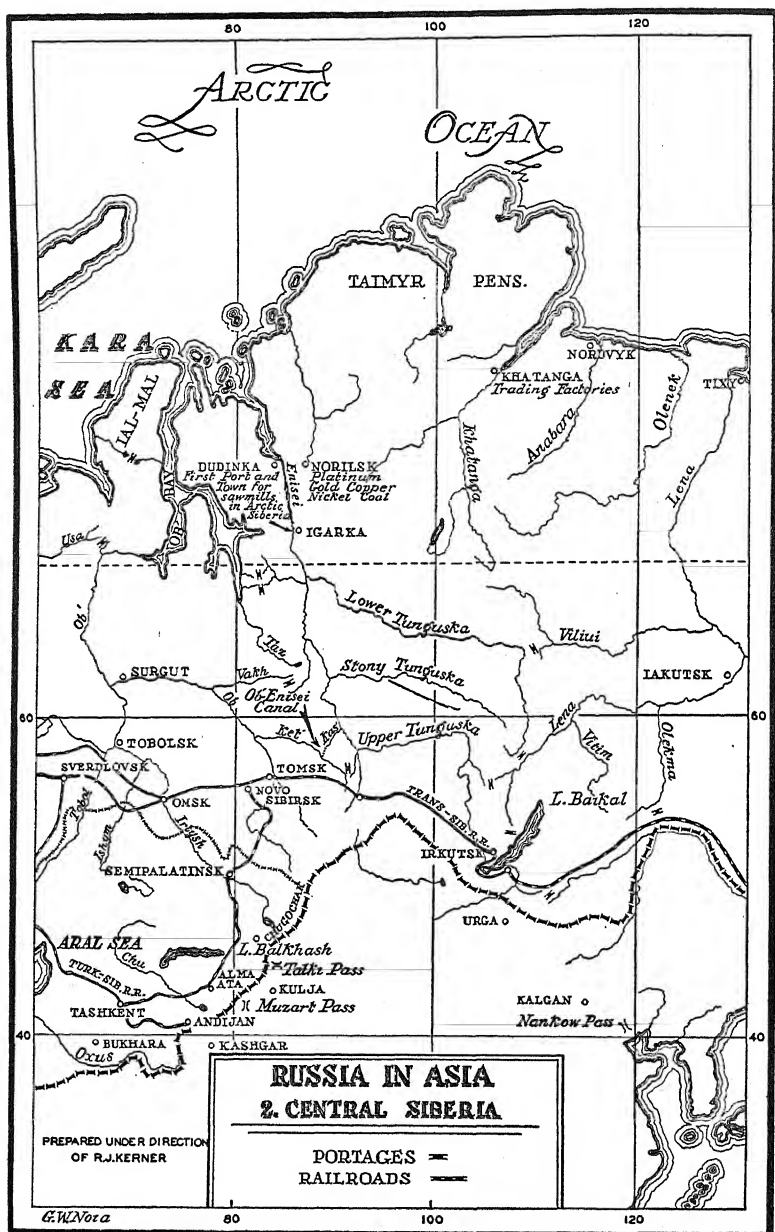 80 100 120
ARCTIC
OCEAN
TAIMYR PENS.
KARA
SEA
IAL-MAL
NORDVYK
KHATANGA
Trading Factories
TIXY
Olenek
Anabara
Khatanga
Lena
DUDINKA
First Port and
Town for
sawmills
in Arctic
Siberia
Enisei
NORILSK
Platinum
Gold Copper
Nickel Coal
IGARKA
OB' BAY
Usa
Ob'
Lower Tunguska
Viliui
Taz
SURGUT
Vakh
Stony Tunguska
IAKUTSK
Ob-Enisei
Canal
Ob
60 60
Ket'
Kas
Upper Tunguska
Lena
Vitim
Olekma
TOBOLSK
SVERDLOVSK
TOMSK
NOVO
SIBIRSK
OMSK
TRANS-SIB.R.R.
L. Baikal
Tobol
Ishym
Irtysh
IRKUTSK
SEMIPALATINSK
CHUGOCHAK
URGA
ARAL SEA
L. Balkhash
Chu
Talki Pass
TURK-SIB.R.R.
ALMA
ATA
KULJA
Muzart Pass
KALGAN
TASHKENT
ANDIJAN
Nankow Pass
40 40
BUKHARA
Oxus
KASHGAR
RUSSIA IN ASIA
2. CENTRAL SIBERIA
PREPARED UNDER DIRECTION
OF R.J.KERNER
PORTAGES
RAILROADS
G.W.Nora
80 100 120